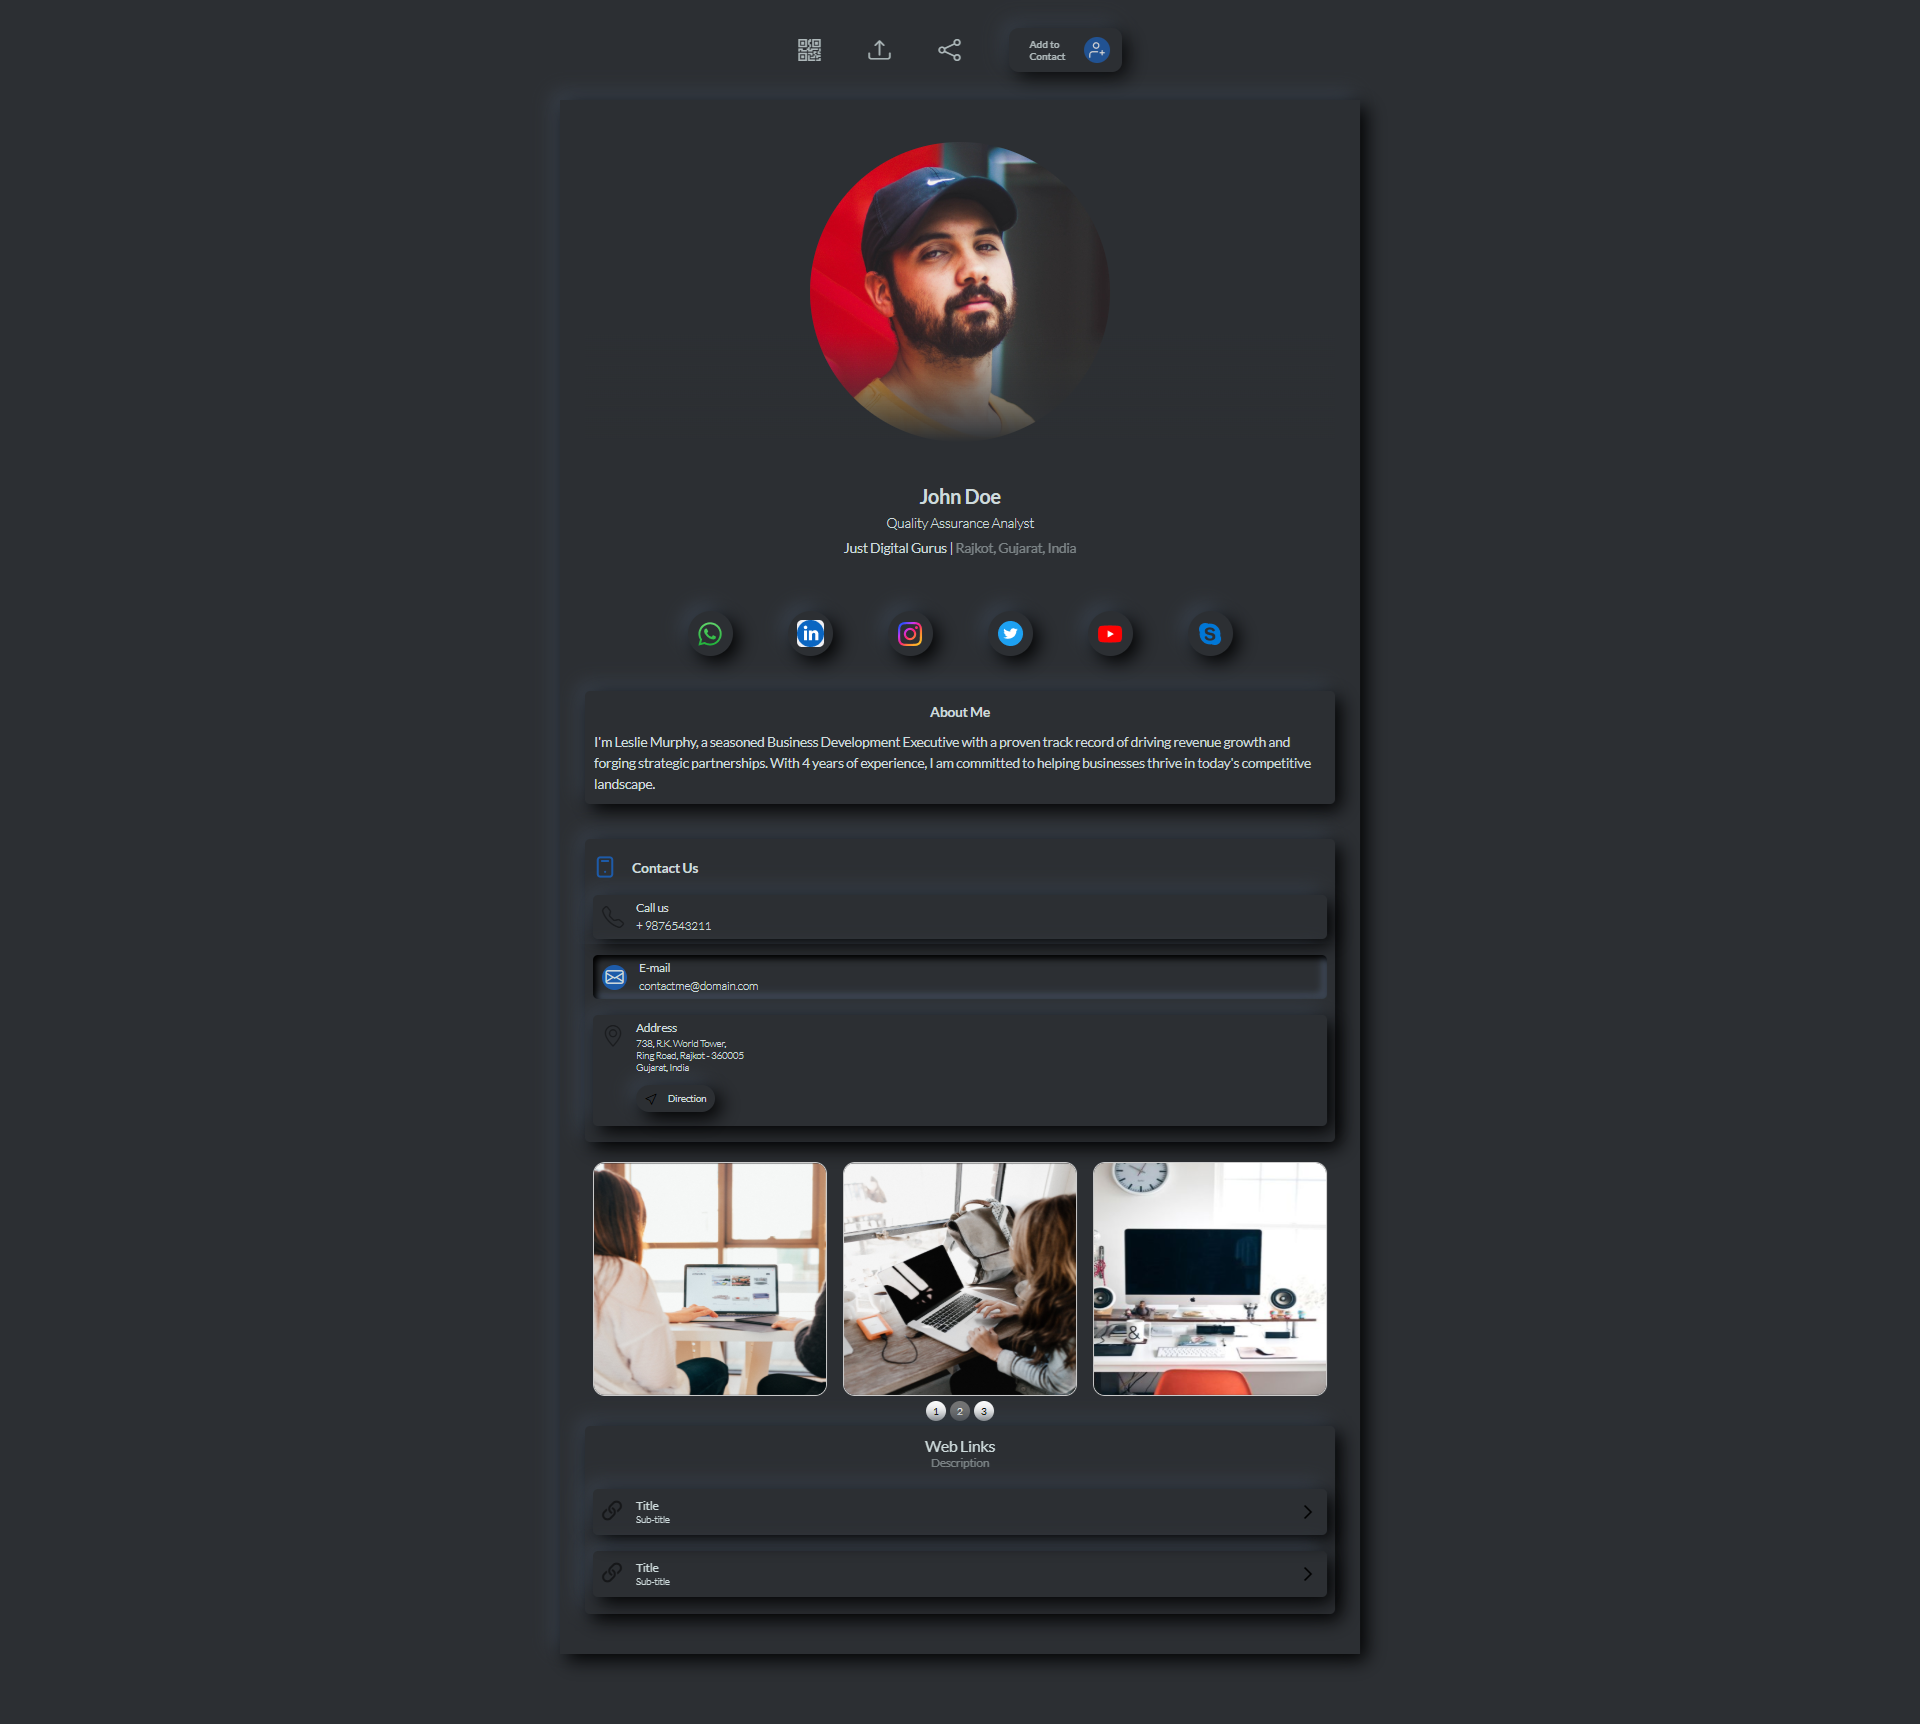 Add to
Contact
John Doe
Quality Assurance Analyst
Just Digital Gurus | Rajkot, Gujarat, India
in
About Me
I'm Leslie Murphy, a seasoned Business Development Executive with a proven track record of driving revenue growth and
forging strategic partnerships. With 4 years of experience, I am committed to helping businesses thrive in today's competitive
landscape.
Contact Us
Call us
+ 9876543211
E-mail
contactme@domain.com
Address
738, R.K. World Tower,
Ring Road, Rajkot - 360005
Gujarat, India
Direction
&
1 2 3
Web Links
Description
Title
Sub-title
Title
Sub-title